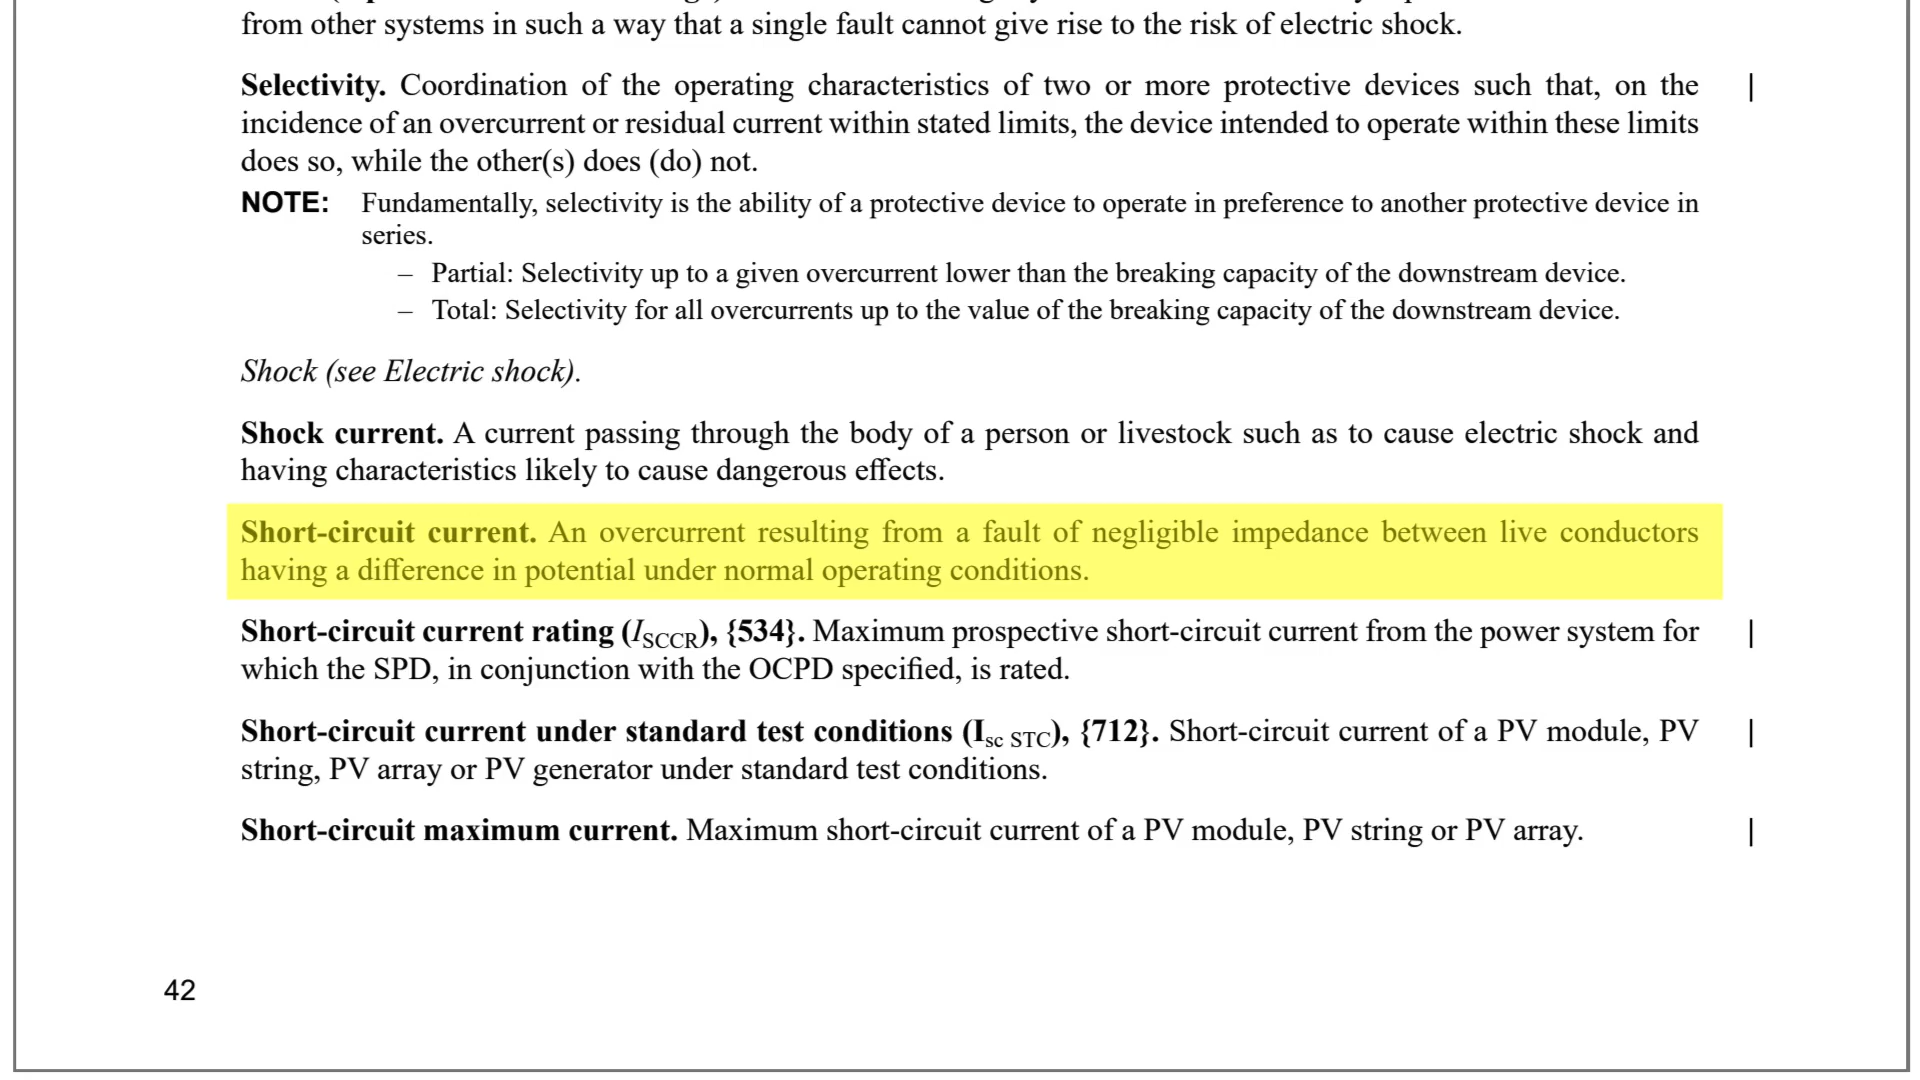 from other systems in such a way that a single fault cannot give rise to the risk of electric shock.
Selectivity. Coordination of the operating characteristics of two or more protective devices such that, on the
incidence of an overcurrent or residual current within stated limits, the device intended to operate within these limits
does so, while the other(s) does (do) not.
NOTE: Fundamentally, selectivity is the ability of a protective device to operate in preference to another protective device in
series.
– Partial: Selectivity up to a given overcurrent lower than the breaking capacity of the downstream device.
– Total: Selectivity for all overcurrents up to the value of the breaking capacity of the downstream device.
Shock (see Electric shock).
Shock current. A current passing through the body of a person or livestock such as to cause electric shock and
having characteristics likely to cause dangerous effects.
Short-circuit current. An overcurrent resulting from a fault of negligible impedance between live conductors
having a difference in potential under normal operating conditions.
Short-circuit current rating (ISCCR), {534}. Maximum prospective short-circuit current from the power system for
which the SPD, in conjunction with the OCPD specified, is rated.
Short-circuit current under standard test conditions (Isc STC), {712}. Short-circuit current of a PV module, PV
string, PV array or PV generator under standard test conditions.
Short-circuit maximum current. Maximum short-circuit current of a PV module, PV string or PV array.
42